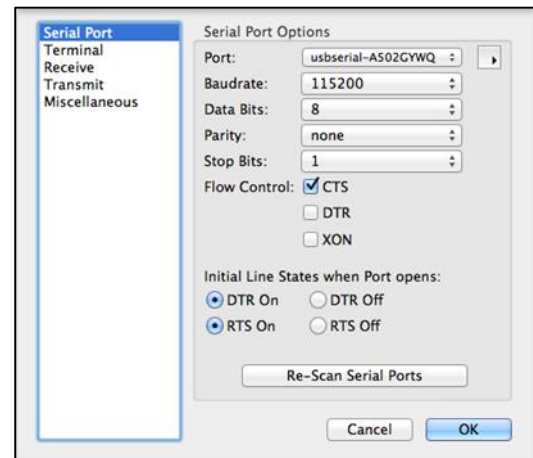 Serial Port
Terminal
Receive
Transmit
Miscellaneous
Serial Port Options
Port: usbserial-A502GYWQ
Baudrate: 115200
Data Bits: 8
Parity: none
Stop Bits: 1
Flow Control: CTS
DTR
XON
Initial Line States when Port opens:
DTR On DTR Off
RTS On RTS Off
Re-Scan Serial Ports
Cancel OK